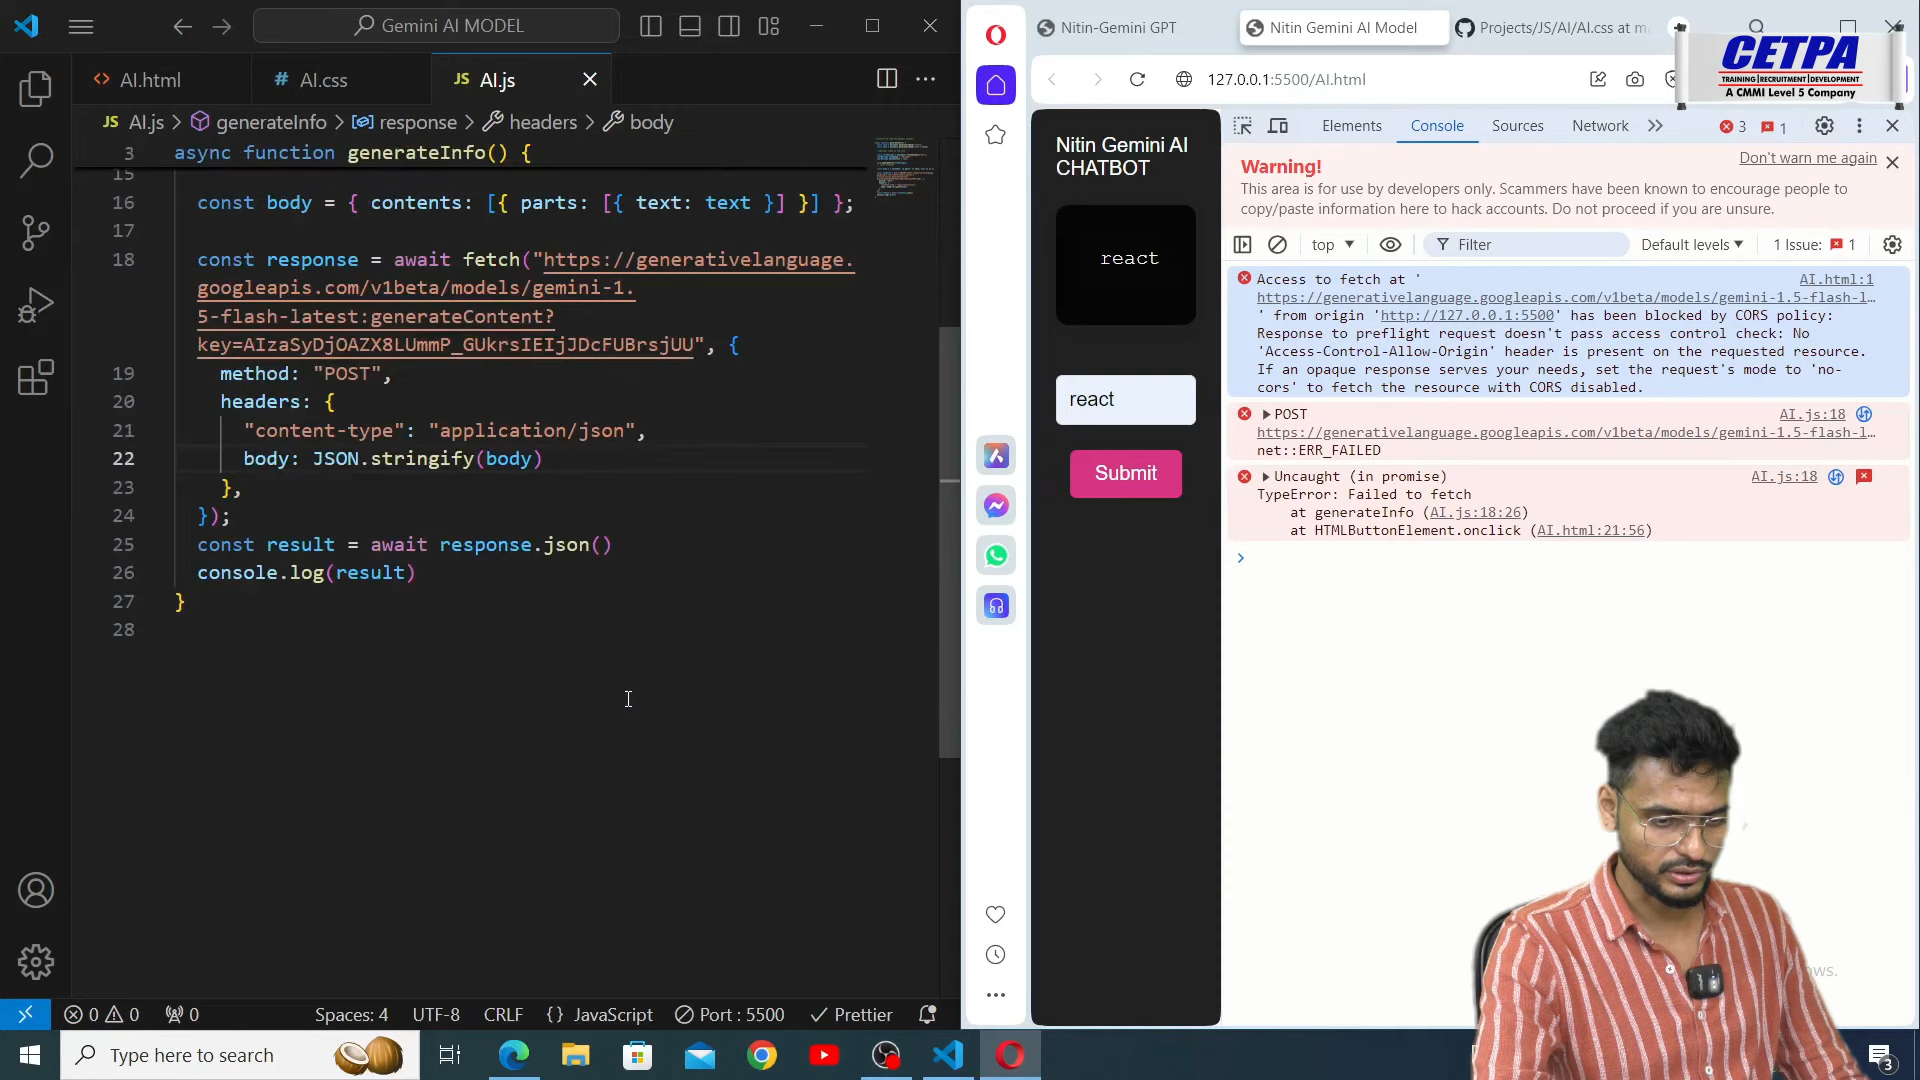 Gemini AI MODEL
AI.html
AI.css
JS AI.js
JS AI.js > generateInfo > response > headers > body
3 async function generateInfo() {
15
16 const body = { contents: [{ parts: [{ text: text }] }] };
17
18 const response = await fetch("https://generativelanguage.
googleapis.com/v1beta/models/gemini-1.
5-flash-latest:generateContent?
key=AIzaSyDjOAZX8LUmmP_GUkrsIEIjJDcFUBrsjUU", {
19 method: "POST",
20 headers: {
21 "content-type": "application/json",
22 body: JSON.stringify(body)
23 },
24 });
25 const result = await response.json()
26 console.log(result)
27 }
28
0 0 0
Spaces: 4 UTF-8 CRLF {} JavaScript Port : 5500 Prettier
Type here to search
Nitin-Gemini GPT
Nitin Gemini AI Model
Projects/JS/AI/AI.css at m
127.0.0.1:5500/AI.html
CETPA
TRAINING|RECRUITMENT|DEVELOPMENT
A CMMI Level 5 Company
Nitin Gemini AI
CHATBOT
react
react
Submit
Elements Console Sources Network 3 1
Warning!
Don't warn me again
This area is for use by developers only. Scammers have been known to encourage people to
copy/paste information here to hack accounts. Do not proceed if you are unsure.
top Filter Default levels 1 Issue: 1
Access to fetch at ' AI.html:1
https://generativelanguage.googleapis.com/v1beta/models/gemini-1.5-flash-l…
' from origin 'http://127.0.0.1:5500' has been blocked by CORS policy:
Response to preflight request doesn't pass access control check: No
'Access-Control-Allow-Origin' header is present on the requested resource.
If an opaque response serves your needs, set the request's mode to 'no-
cors' to fetch the resource with CORS disabled.
POST AI.js:18
https://generativelanguage.googleapis.com/v1beta/models/gemini-1.5-flash-l…
net::ERR_FAILED
Uncaught (in promise) AI.js:18
TypeError: Failed to fetch
at generateInfo (AI.js:18:26)
at HTMLButtonElement.onclick (AI.html:21:56)
3